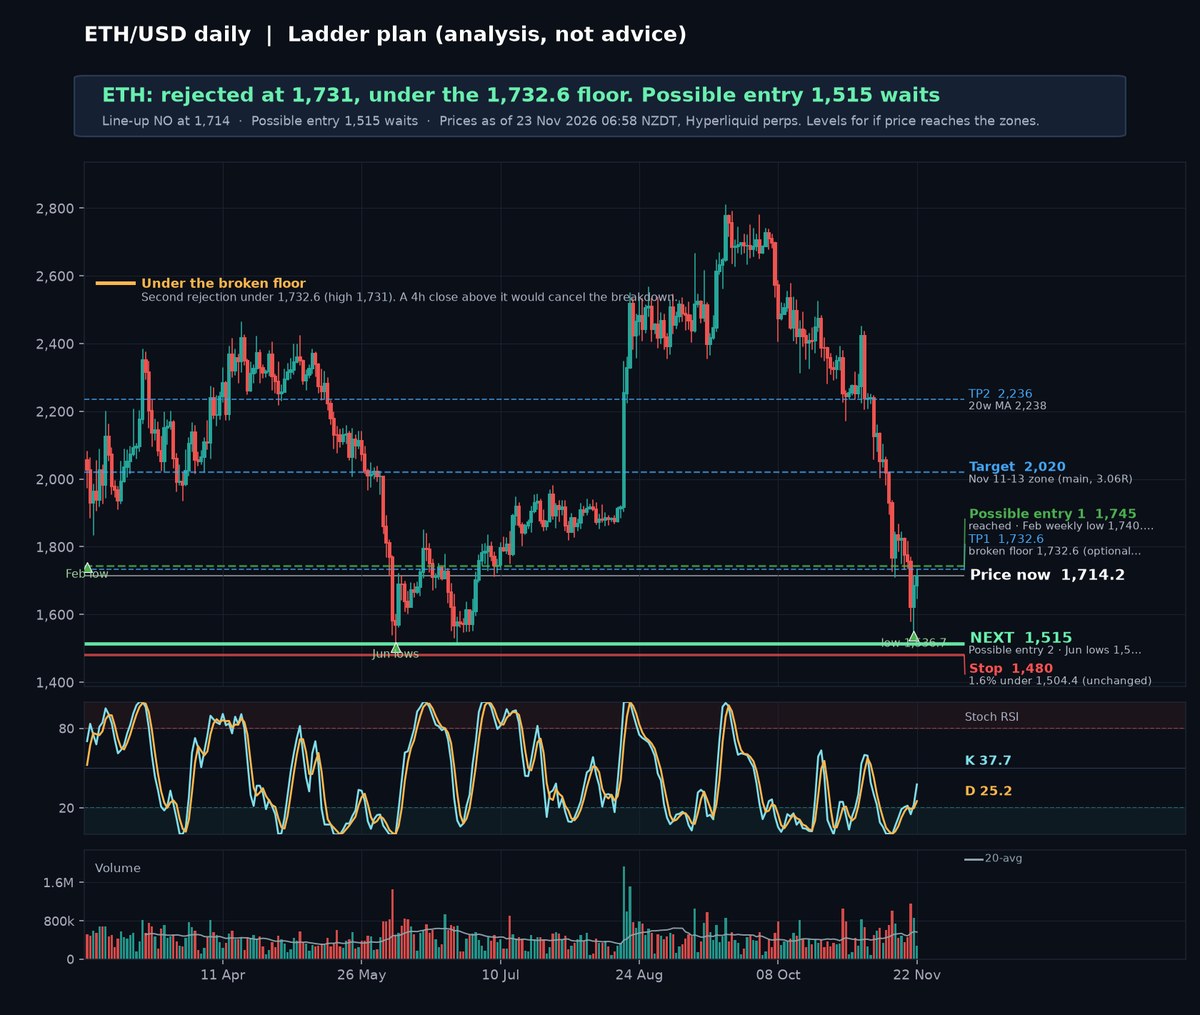 ETH/USD daily | Ladder plan (analysis, not advice)
ETH: rejected at 1,731, under the 1,732.6 floor. Possible entry 1,515 waits
Line-up NO at 1,714 · Possible entry 1,515 waits · Prices as of 23 Nov 2026 06:58 NZDT, Hyperliquid perps. Levels for if price reaches the zones.
2,800
2,600
2,400
2,200
2,000
1,800
1,600
1,400
Under the broken floor
Second rejection under 1,732.6 (high 1,731). A 4h close above it would cancel the breakdown.
TP2 2,236
20w MA 2,238
Target 2,020
Nov 11-13 zone (main, 3.06R)
Possible entry 1 1,745
reached · Feb weekly low 1,740....
TP1 1,732.6
broken floor 1,732.6 (optional...
Price now 1,714.2
Feb low
Jun lows
low 1,536.7
NEXT 1,515
Possible entry 2 · Jun lows 1,5...
Stop 1,480
1.6% under 1,504.4 (unchanged)
80
20
Stoch RSI
K 37.7
D 25.2
Volume
20-avg
1.6M
800k
0
11 Apr
26 May
10 Jul
24 Aug
08 Oct
22 Nov